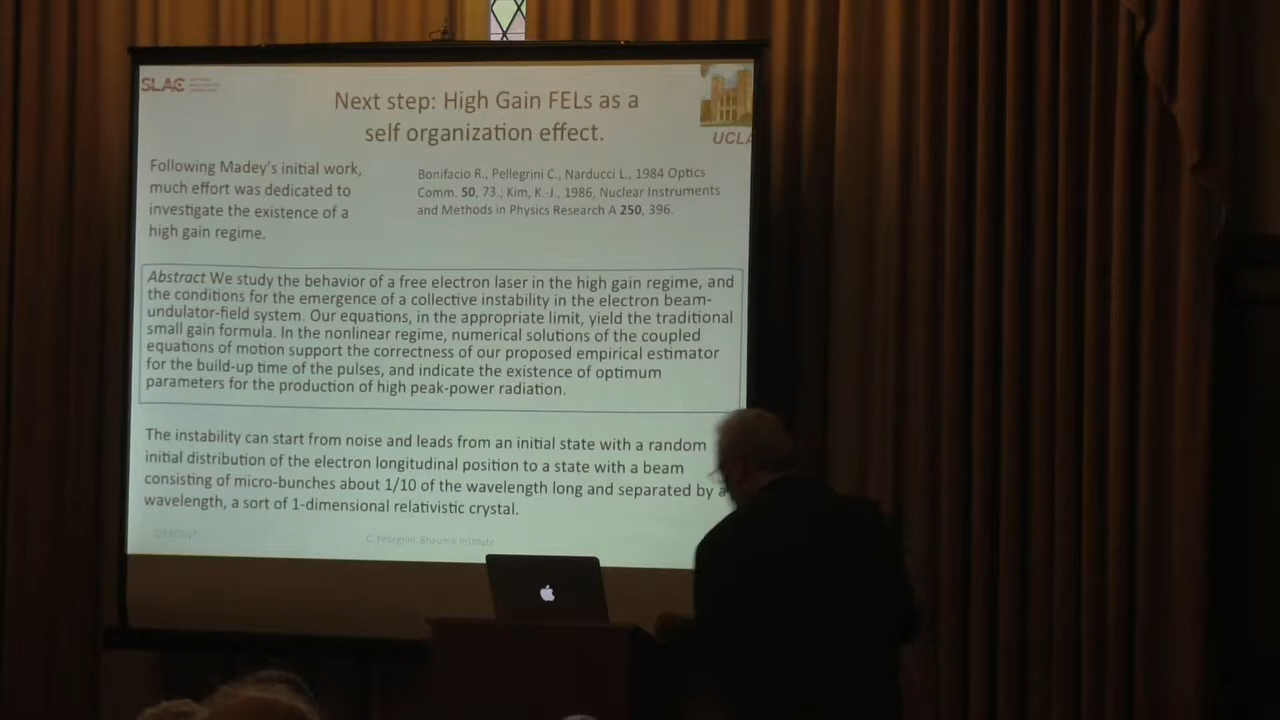 SLAC
Next step: High Gain FELs as a
self organization effect.
UCLA
Following Madey's initial work,
much effort was dedicated to
investigate the existence of a
high gain regime.
Bonifacio R., Pellegrini C., Narducci L., 1984 Optics
Comm. 50, 73.; Kim, K.-J., 1986, Nuclear Instruments
and Methods in Physics Research A 250, 396.
Abstract We study the behavior of a free electron laser in the high gain regime, and
the conditions for the emergence of a collective instability in the electron beam-
undulator-field system. Our equations, in the appropriate limit, yield the traditional
small gain formula. In the nonlinear regime, numerical solutions of the coupled
equations of motion support the correctness of our proposed empirical estimator
for the build-up time of the pulses, and indicate the existence of optimum
parameters for the production of high peak-power radiation.
The instability can start from noise and leads from an initial state with a random
initial distribution of the electron longitudinal position to a state with a beam
consisting of micro-bunches about 1/10 of the wavelength long and separated by a
wavelength, a sort of 1-dimensional relativistic crystal.
C. Pellegrini, Bhaumik Institute